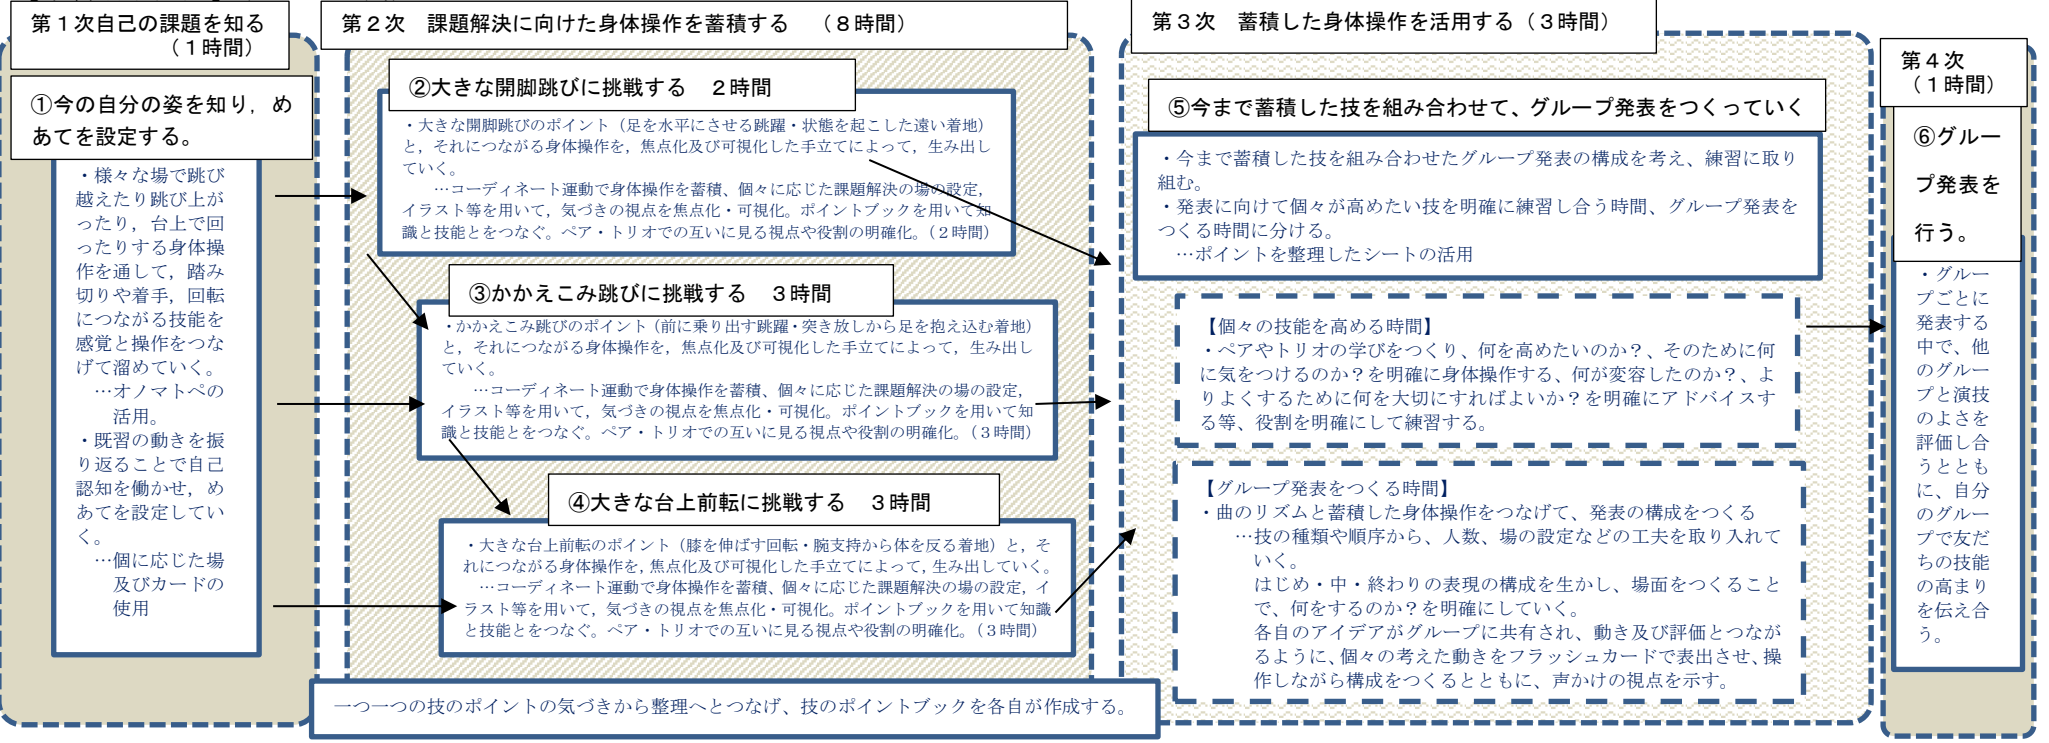 第１次自己の課題を知る
（１時間）
①今の自分の姿を知り，め
あてを設定する。
・様々な場で跳び
越えたり跳び上が
ったり，台上で回
ったりする身体操
作を通して，踏み
切りや着手，回転
につながる技能を
感覚と操作をつな
げて溜めていく。
…オノマトペの
活用。
・既習の動きを振
り返ることで自己
認知を働かせ，め
あてを設定してい
く。
…個に応じた場
及びカードの
使用
第２次　課題解決に向けた身体操作を蓄積する　（８時間）
②大きな開脚跳びに挑戦する　２時間
・大きな開脚跳びのポイント（足を水平にさせる跳躍・状態を起こした遠い着地）
と，それにつながる身体操作を，焦点化及び可視化した手立てによって，生み出し
ていく。
…コーディネート運動で身体操作を蓄積、個々に応じた課題解決の場の設定，
イラスト等を用いて，気づきの視点を焦点化・可視化。ポイントブックを用いて知
識と技能とをつなぐ。ペア・トリオでの互いに見る視点や役割の明確化。（２時間）
③かかえこみ跳びに挑戦する　３時間
・かかえこみ跳びのポイント（前に乗り出す跳躍・突き放しから足を抱え込む着地）
と，それにつながる身体操作を，焦点化及び可視化した手立てによって，生み出し
ていく。
…コーディネート運動で身体操作を蓄積、個々に応じた課題解決の場の設定，
イラスト等を用いて，気づきの視点を焦点化・可視化。ポイントブックを用いて知
識と技能とをつなぐ。ペア・トリオでの互いに見る視点や役割の明確化。（３時間）
④大きな台上前転に挑戦する　３時間
・大きな台上前転のポイント（膝を伸ばす回転・腕支持から体を反る着地）と，そ
れにつながる身体操作を，焦点化及び可視化した手立てによって，生み出していく。
…コーディネート運動で身体操作を蓄積、個々に応じた課題解決の場の設定，イ
ラスト等を用いて，気づきの視点を焦点化・可視化。ポイントブックを用いて知識
と技能とをつなぐ。ペア・トリオでの互いに見る視点や役割の明確化。（３時間）
一つ一つの技のポイントの気づきから整理へとつなげ、技のポイントブックを各自が作成する。
第３次　蓄積した身体操作を活用する（３時間）
⑤今まで蓄積した技を組み合わせて、グループ発表をつくっていく
・今まで蓄積した技を組み合わせたグループ発表の構成を考え、練習に取り
組む。
・発表に向けて個々が高めたい技を明確に練習し合う時間、グループ発表を
つくる時間に分ける。
…ポイントを整理したシートの活用
【個々の技能を高める時間】
・ペアやトリオの学びをつくり、何を高めたいのか？、そのために何
に気をつけるのか？を明確に身体操作する、何が変容したのか？、よ
りよくするために何を大切にすればよいか？を明確にアドバイスす
る等、役割を明確にして練習する。
【グループ発表をつくる時間】
・曲のリズムと蓄積した身体操作をつなげて、発表の構成をつくる
…技の種類や順序から、人数、場の設定などの工夫を取り入れて
いく。
はじめ・中・終わりの表現の構成を生かし、場面をつくること
で、何をするのか？を明確にしていく。
各自のアイデアがグループに共有され、動き及び評価とつなが
るように、個々の考えた動きをフラッシュカードで表出させ、操
作しながら構成をつくるとともに、声かけの視点を示す。
第４次
（１時間）
⑥グルー
プ発表を
行う。
・グルー
プごとに
発表する
中で、他
のグルー
プと演技
のよさを
評価し合
うととも
に、自分
のグルー
プで友だ
ちの技能
の高まり
を伝え合
う。